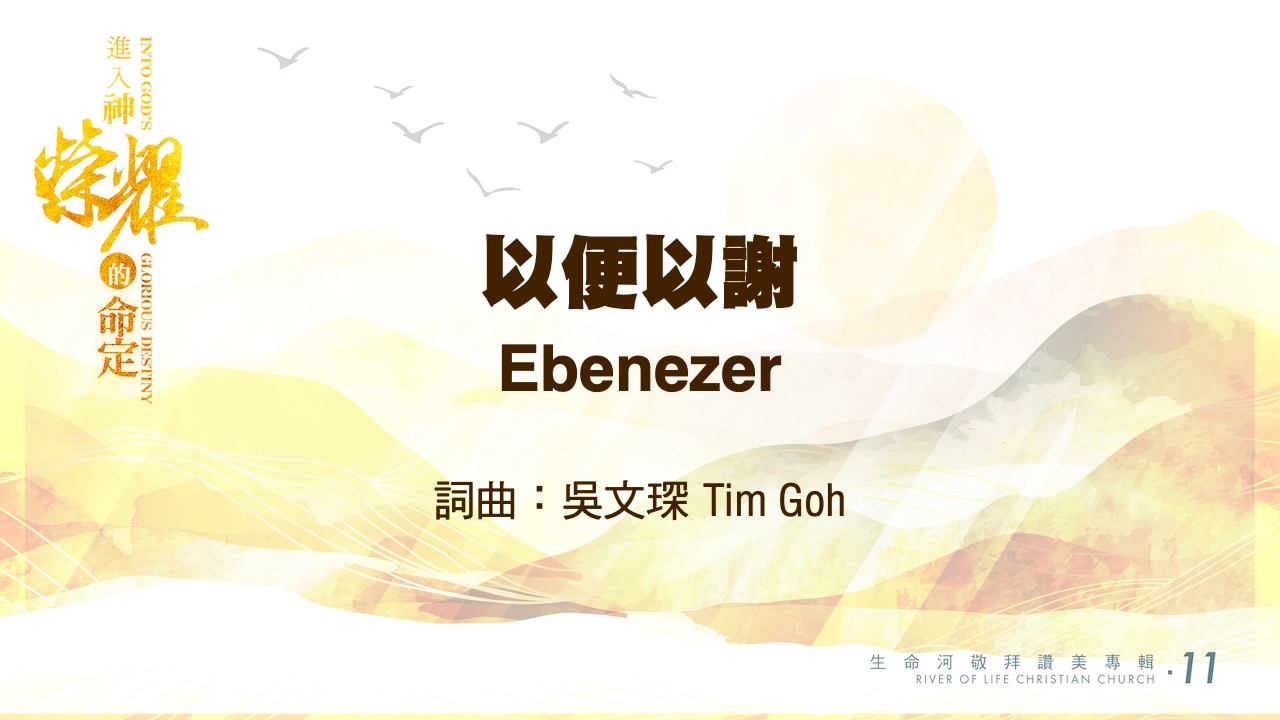 進入神
榮耀
的
命定
INTO GOD'S
GLORIOUS DESTINY
以便以謝
Ebenezer
詞曲：吳文琛 Tim Goh
生命河敬拜讚美專輯
RIVER OF LIFE CHRISTIAN CHURCH
·11